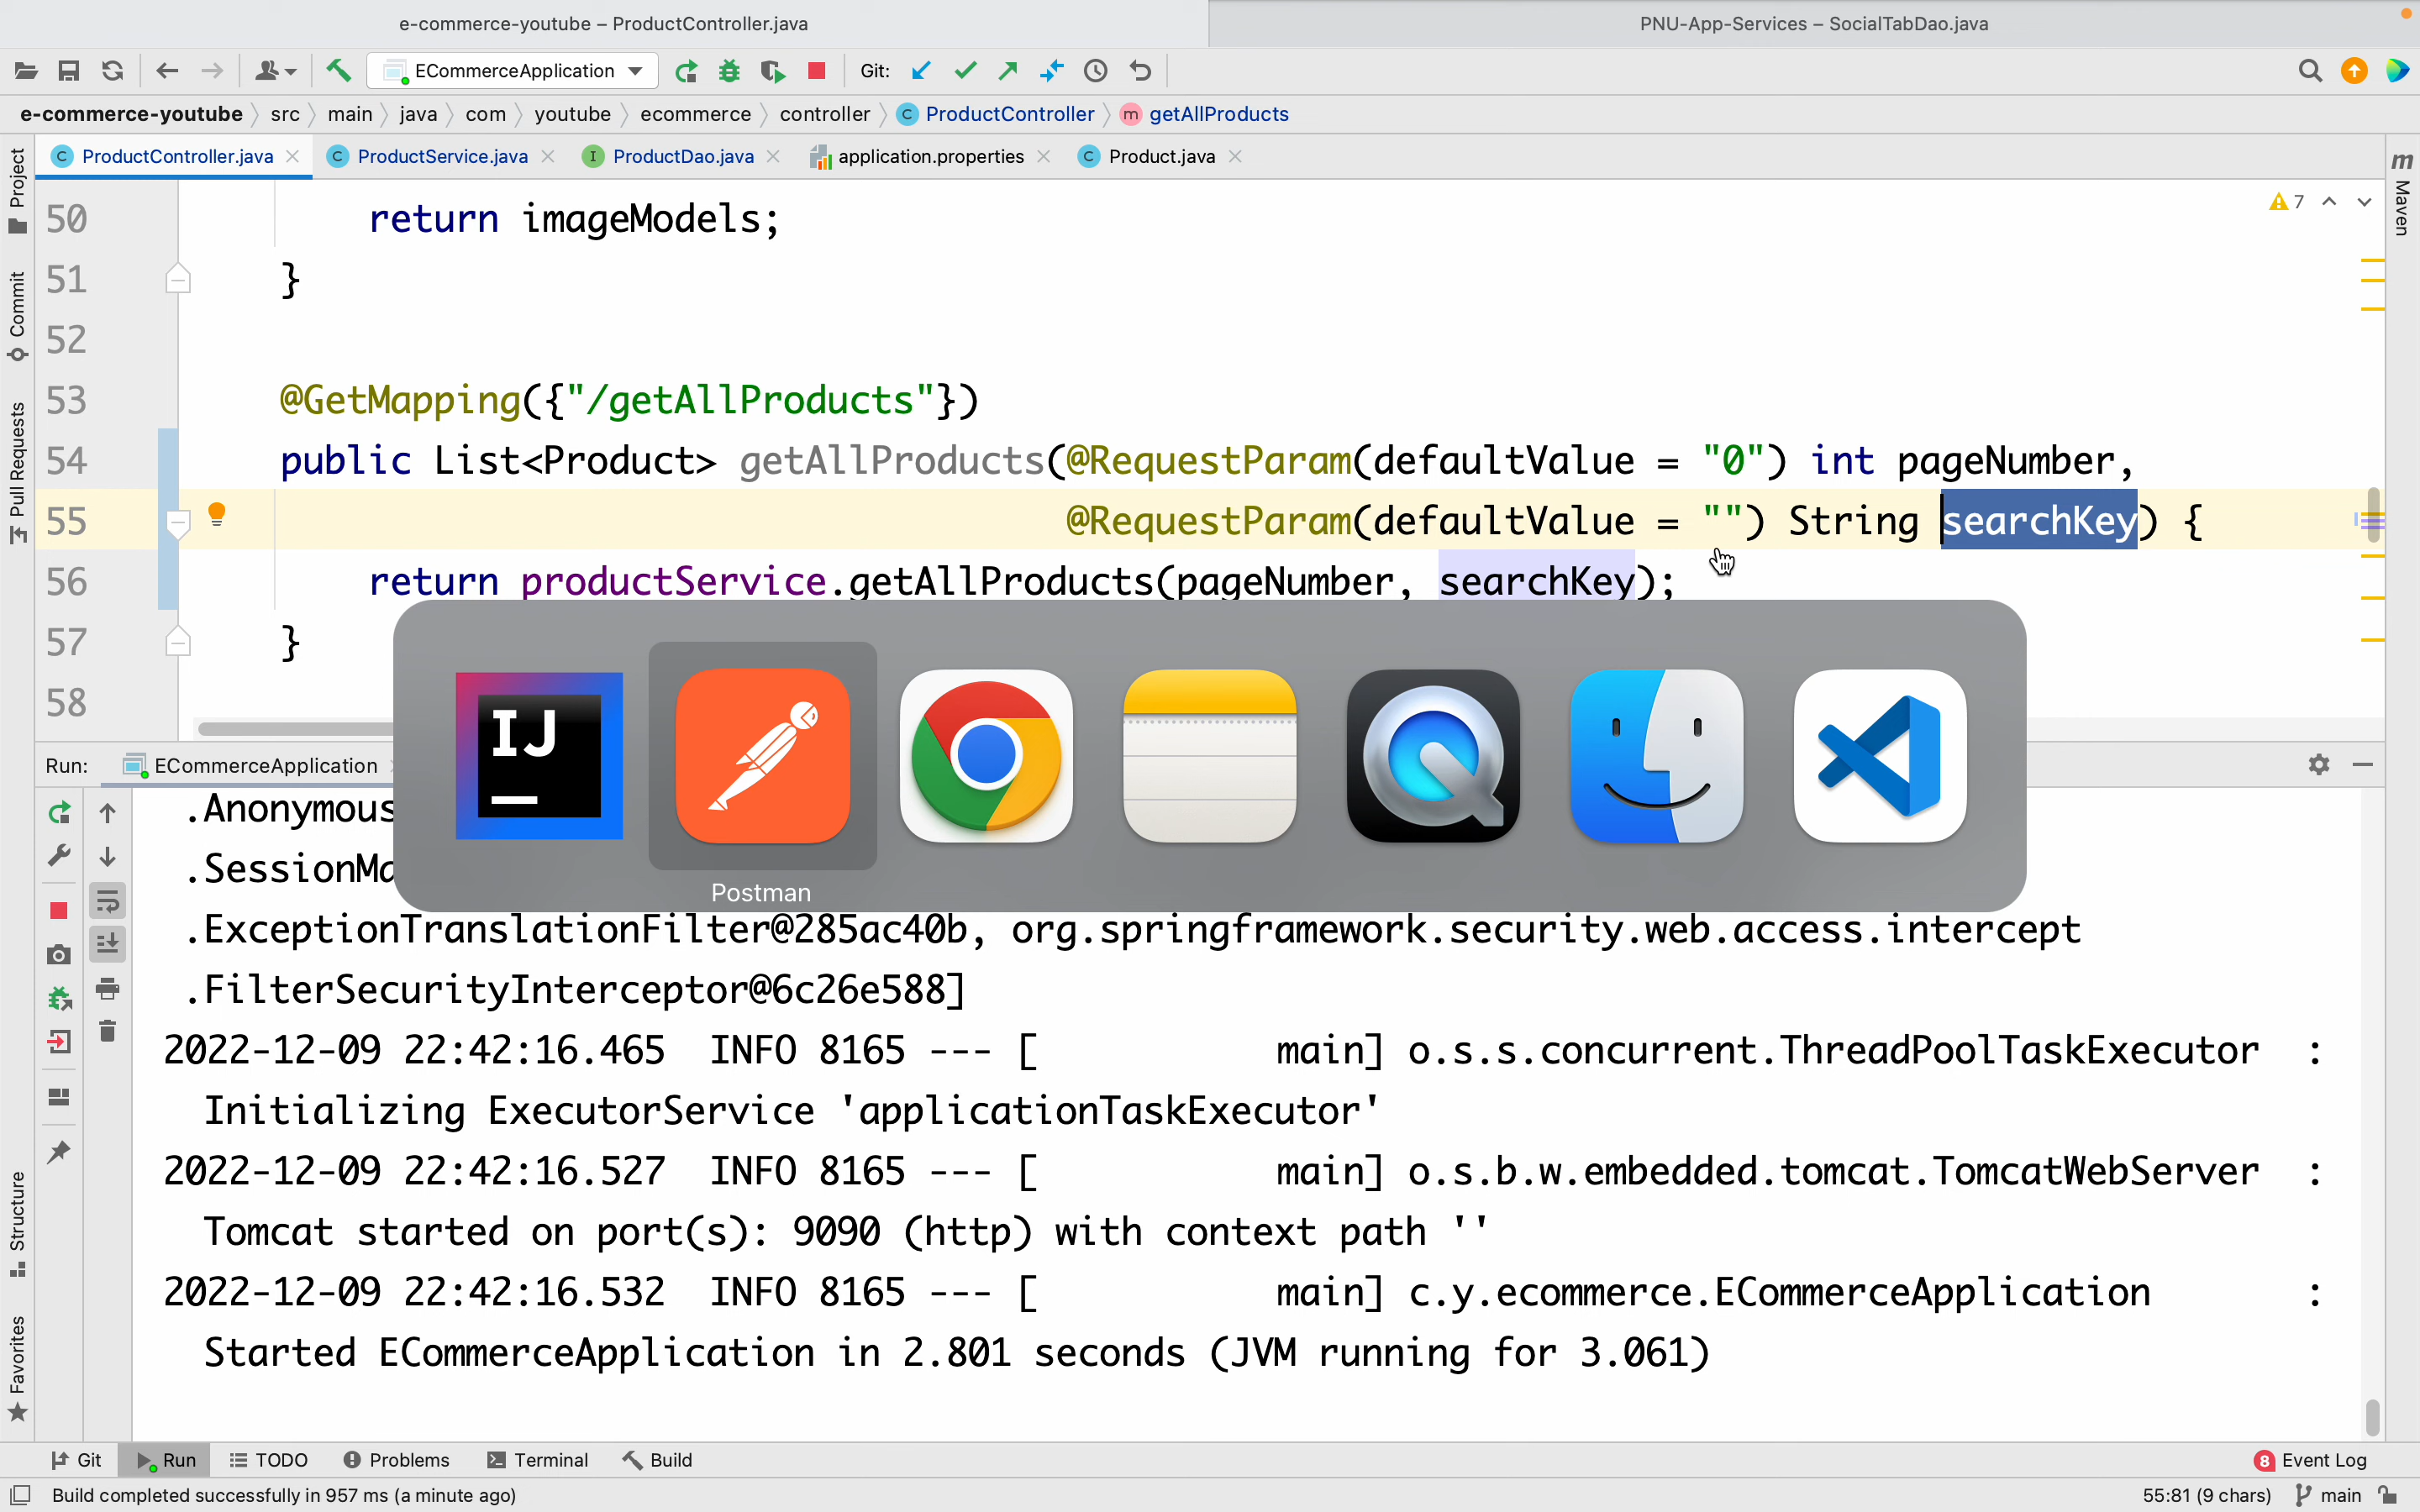 e-commerce-youtube – ProductController.java
PNU-App-Services – SocialTabDao.java
ECommerceApplication
Git:
e-commerce-youtube
src
main
java
com
youtube
ecommerce
controller
C ProductController
m getAllProducts
C ProductController.java
C ProductService.java
I ProductDao.java
application.properties
C Product.java
m
Maven
Project
Commit
Pull Requests
7
50 return imageModels;
51 }
52
53 @GetMapping({"/getAllProducts"})
54 public List<Product> getAllProducts(@RequestParam(defaultValue = "0") int pageNumber,
55 @RequestParam(defaultValue = "") String searchKey) {
56 return productService.getAllProducts(pageNumber, searchKey);
57 }
58
IJ
Postman
Run:
ECommerceApplication
.Anonymous
.SessionMa
.ExceptionTranslationFilter@285ac40b, org.springframework.security.web.access.intercept
.FilterSecurityInterceptor@6c26e588]
2022-12-09 22:42:16.465 INFO 8165 --- [ main] o.s.s.concurrent.ThreadPoolTaskExecutor :
Initializing ExecutorService 'applicationTaskExecutor'
2022-12-09 22:42:16.527 INFO 8165 --- [ main] o.s.b.w.embedded.tomcat.TomcatWebServer :
Tomcat started on port(s): 9090 (http) with context path ''
2022-12-09 22:42:16.532 INFO 8165 --- [ main] c.y.ecommerce.ECommerceApplication :
Started ECommerceApplication in 2.801 seconds (JVM running for 3.061)
Structure
Favorites
Git
Run
TODO
Problems
Terminal
Build
8 Event Log
Build completed successfully in 957 ms (a minute ago)
55:81 (9 chars)
main